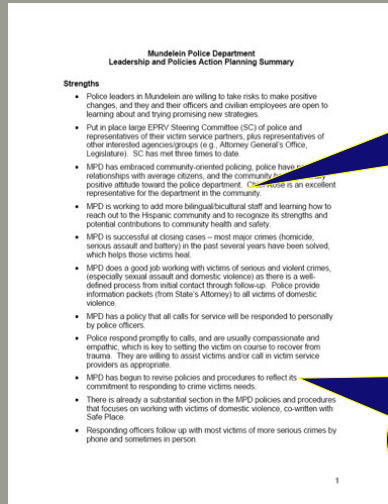 Mundelein Police Department
Leadership and Policies Action Planning Summary
Strengths
• Police leaders in Mundelein are willing to take risks to make positive
changes, and they and their officers and civilian employees are open to
learning about and trying promising new strategies.
• Put in place large EPRV Steering Committee (SC) of police and
representatives of their victim service partners, plus representatives of
other interested agencies/groups (e.g., Attorney General's Office,
Legislature). SC has met three times to date.
• MPD has embraced community-oriented policing, police have
relationships with average citizens, and the community
positive attitude toward the police department. Rose is an excellent
representative for the department in the community.
• MPD is working to add more bilingual/bicultural staff and learning how to
reach out to the Hispanic community and to recognize its strengths and
potential contributions to community health and safety.
• MPD is successful at closing cases – most major crimes (homicide,
serious assault and battery) in the past several years have been solved,
which helps those victims heal.
• MPD does a good job working with victims of serious and violent crimes,
(especially sexual assault and domestic violence) as there is a well-
defined process from initial contact through follow-up. Police provide
information packets (from State's Attorney) to all victims of domestic
violence.
• MPD has a policy that all calls for service will be responded to personally
by police officers.
• Police respond promptly to calls, and are usually compassionate and
empathic, which is key to setting the victim on course to recover from
trauma. They are willing to assist victims and/or call in victim service
providers as appropriate.
• MPD has begun to revise policies and procedures to reflect its
commitment to responding to crime victims needs.
• There is already a substantial section in the MPD policies and procedures
that focuses on working with victims of domestic violence, co-written with
Safe Place.
• Responding officers follow up with most victims of more serious crimes by
phone and sometimes in person.
1